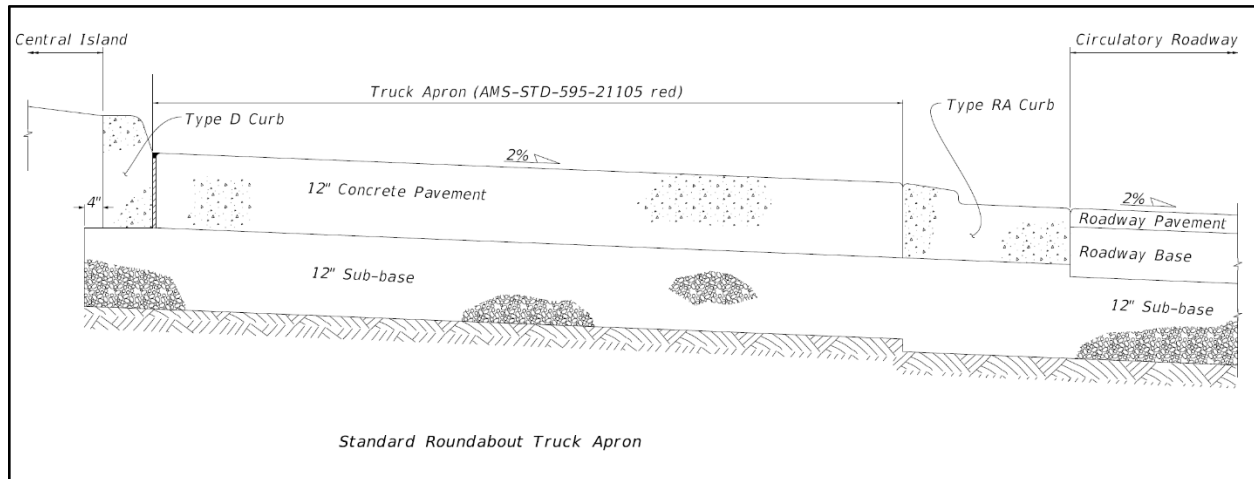 Central Island
Circulatory Roadway
Truck Apron (AMS-STD-595-21105 red)
Type D Curb
Type RA Curb
2%
12" Concrete Pavement
4"
2%
Roadway Pavement
Roadway Base
12" Sub-base
12" Sub-base
Standard Roundabout Truck Apron